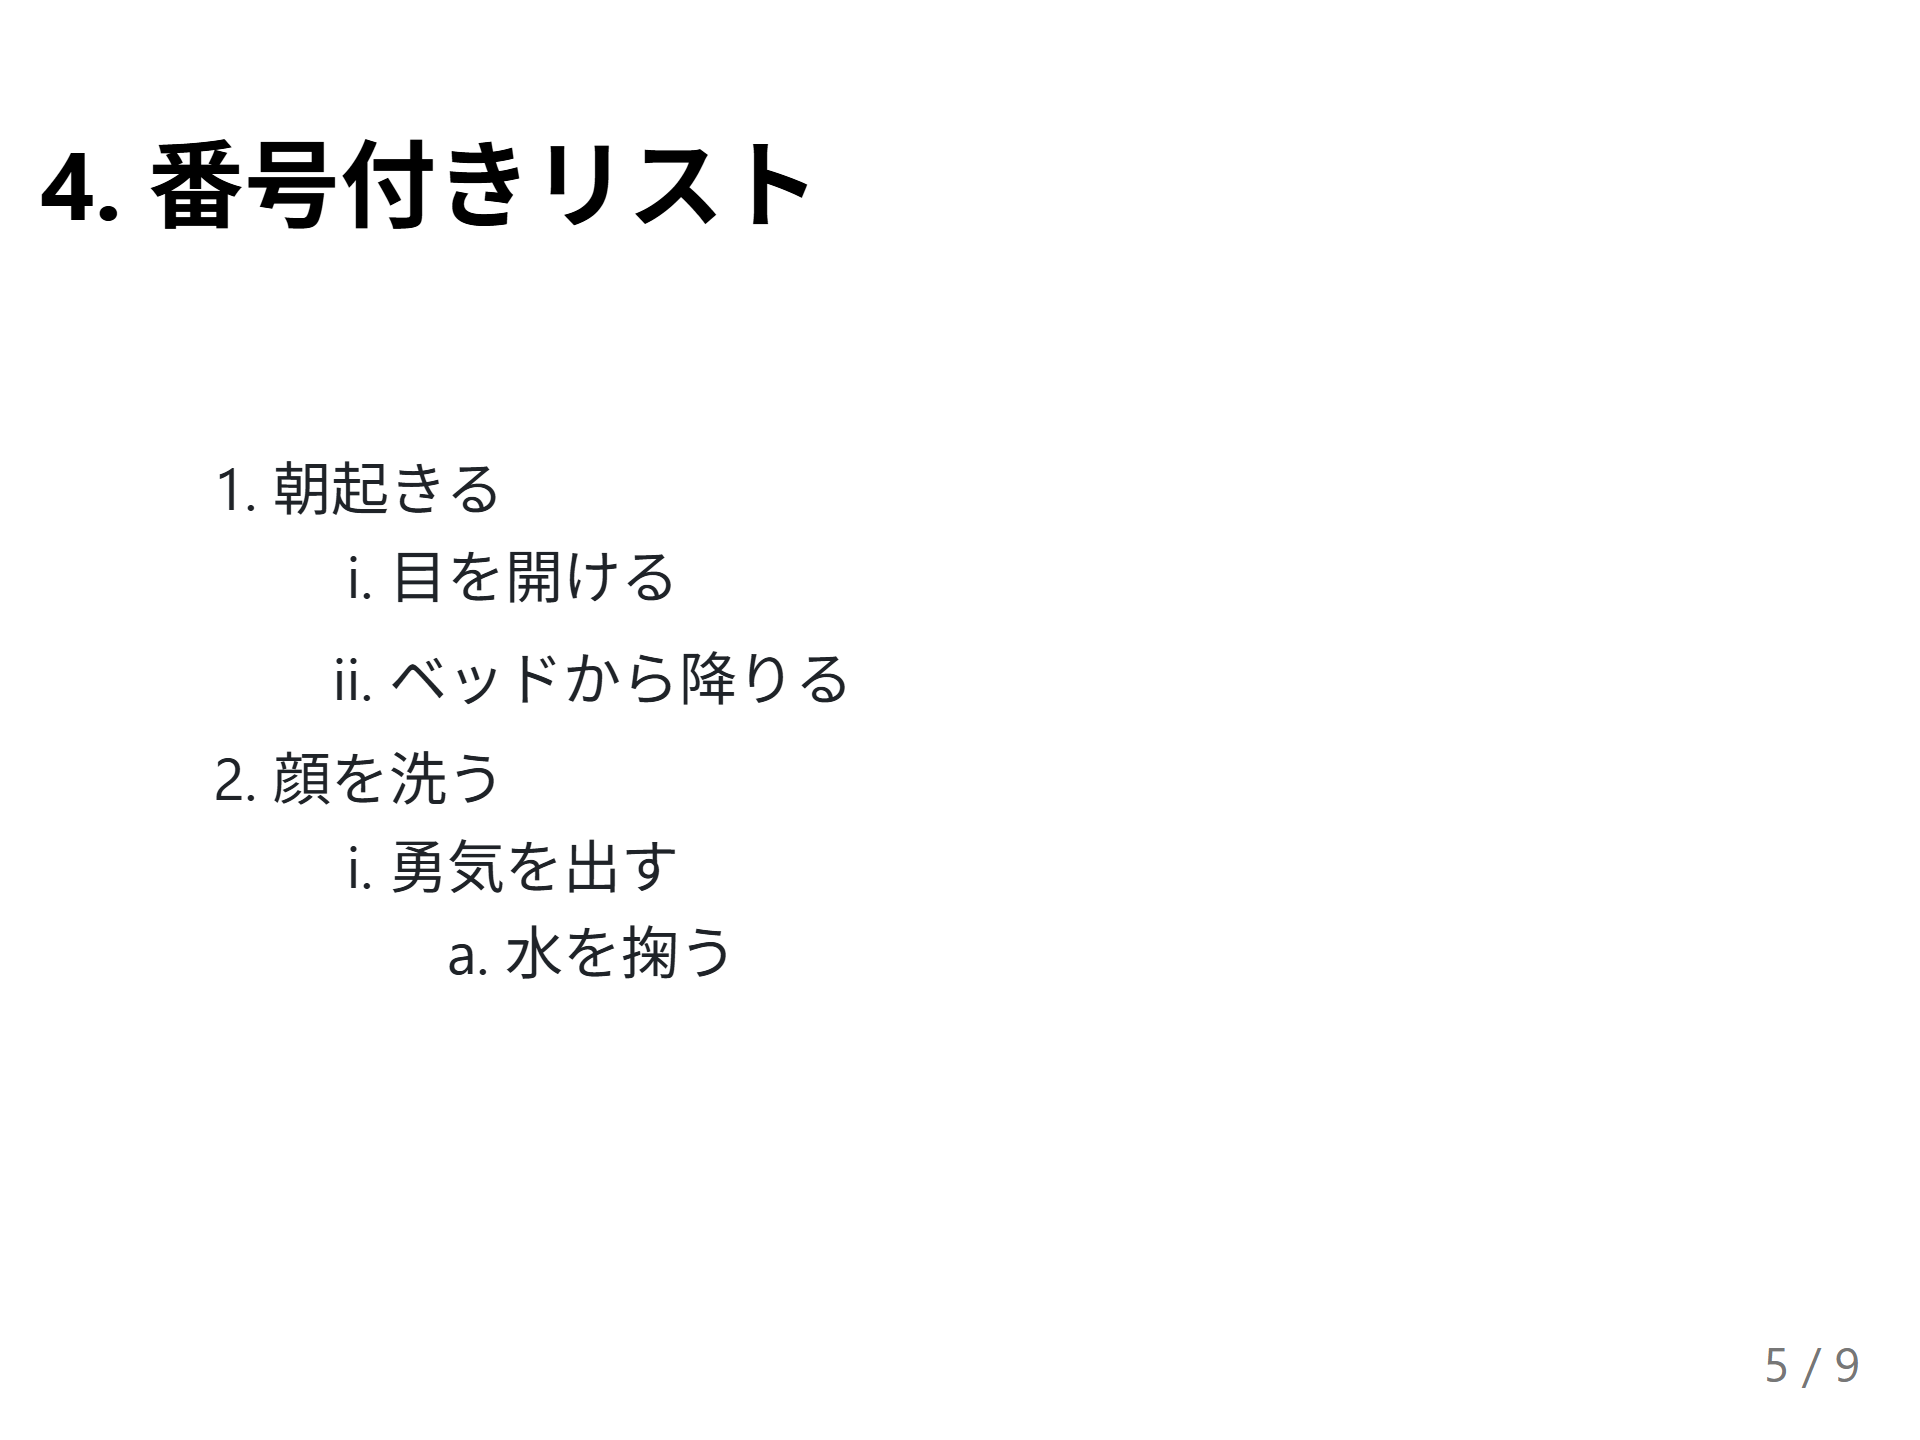 4. 番号付きリスト
1. 朝起きる
i. 目を開ける
ii. ベッドから降りる
2. 顔を洗う
i. 勇気を出す
a. 水を掬う
5 / 9